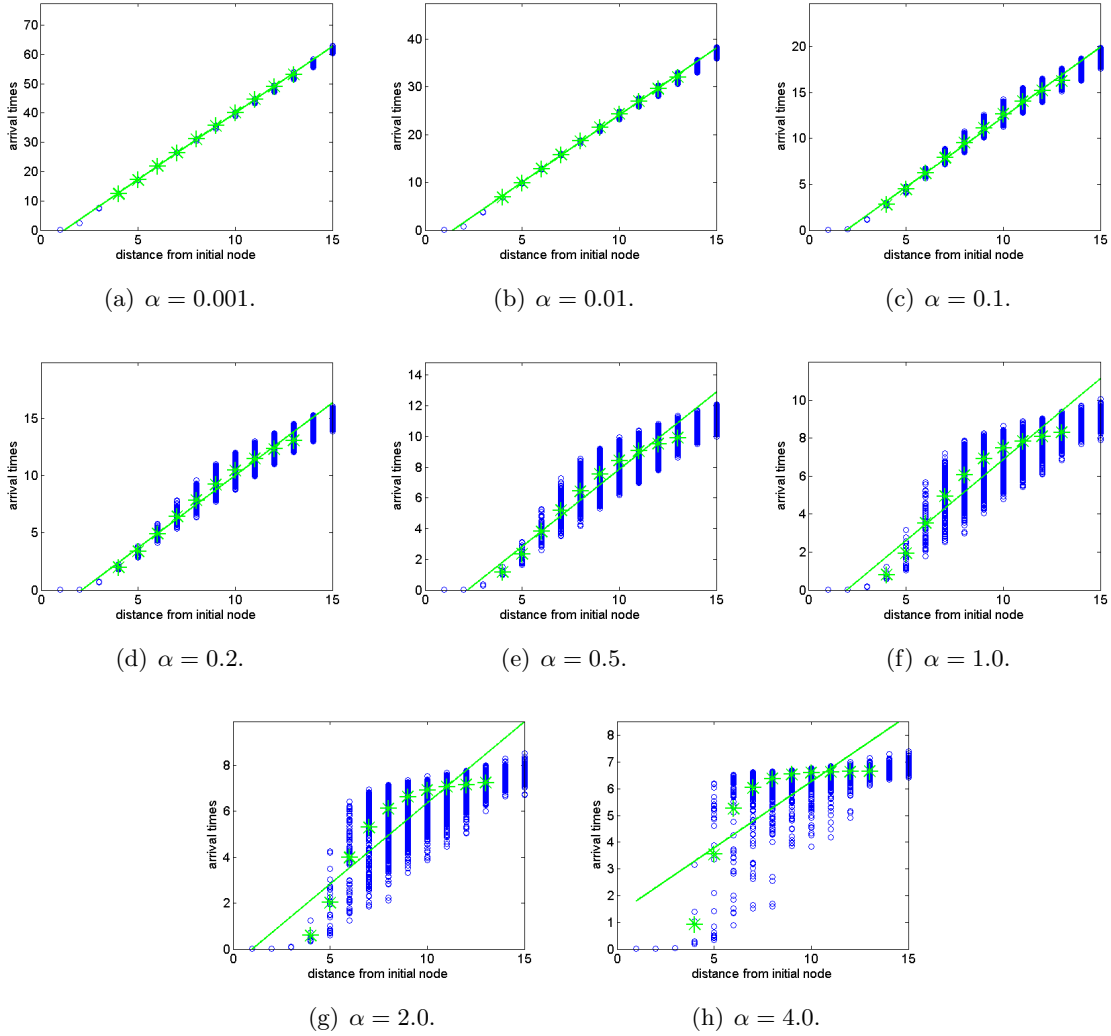 70
60
50
40
30
20
10
0
0 5 10 15
arrival times
distance from initial node
(a) α = 0.001.
40
30
20
10
0
0 5 10 15
arrival times
distance from initial node
(b) α = 0.01.
20
15
10
5
0
0 5 10 15
arrival times
distance from initial node
(c) α = 0.1.
15
10
5
0
0 5 10 15
arrival times
distance from initial node
(d) α = 0.2.
14
12
10
8
6
4
2
0
0 5 10 15
arrival times
distance from initial node
(e) α = 0.5.
10
8
6
4
2
0
0 5 10 15
arrival times
distance from initial node
(f) α = 1.0.
8
6
4
2
0
0 5 10 15
arrival times
distance from initial node
(g) α = 2.0.
8
7
6
5
4
3
2
1
0
0 5 10 15
arrival times
distance from initial node
(h) α = 4.0.